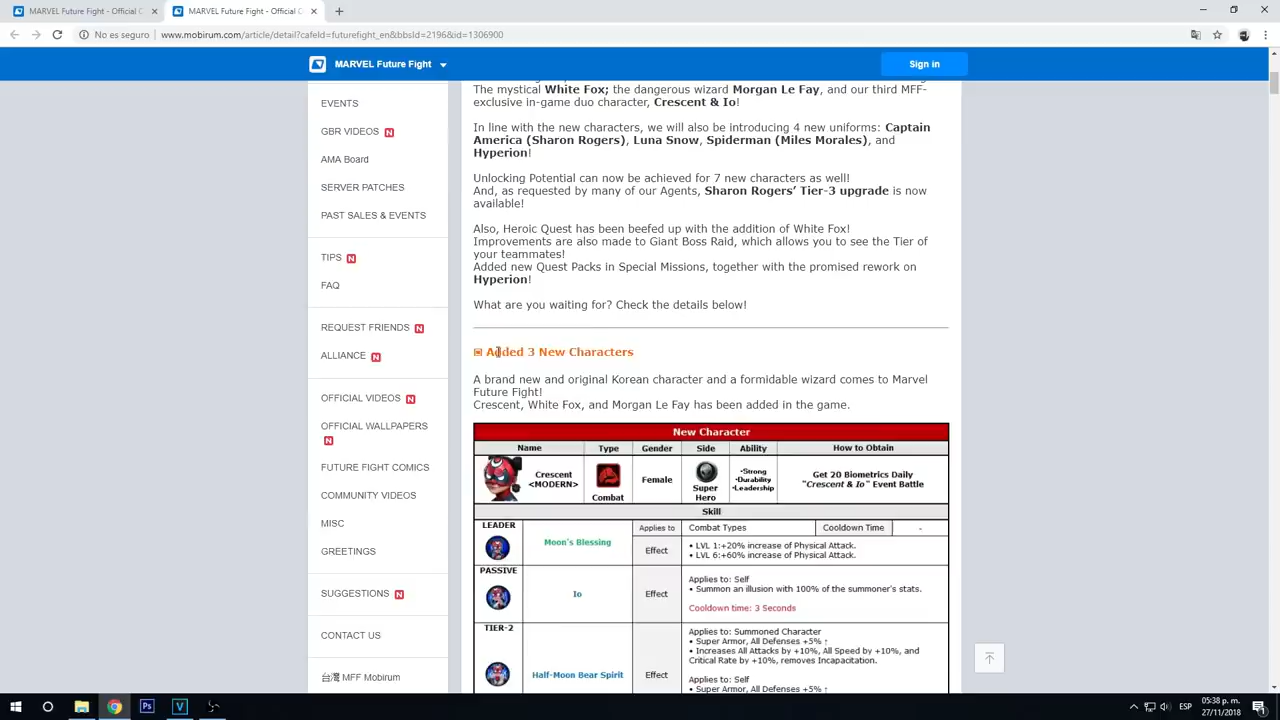 MARVEL Future Fight - Official C
MARVEL Future Fight - Official C
No es seguro
www.mobirum.com/article/detail?cafeId=futurefight_en&bbsId=2196&id=1306900
MARVEL Future Fight
Sign in
EVENTS
GBR VIDEOS N
AMA Board
SERVER PATCHES
PAST SALES & EVENTS
TIPS N
FAQ
REQUEST FRIENDS N
ALLIANCE N
OFFICIAL VIDEOS N
OFFICIAL WALLPAPERS
N
FUTURE FIGHT COMICS
COMMUNITY VIDEOS
MISC
GREETINGS
SUGGESTIONS N
CONTACT US
台灣 MFF Mobirum
The mystical White Fox; the dangerous wizard Morgan Le Fay, and our third MFF-
exclusive in-game duo character, Crescent & Io!
In line with the new characters, we will also be introducing 4 new uniforms: Captain
America (Sharon Rogers), Luna Snow, Spiderman (Miles Morales), and
Hyperion!
Unlocking Potential can now be achieved for 7 new characters as well!
And, as requested by many of our Agents, Sharon Rogers' Tier-3 upgrade is now
available!
Also, Heroic Quest has been beefed up with the addition of White Fox!
Improvements are also made to Giant Boss Raid, which allows you to see the Tier of
your teammates!
Added new Quest Packs in Special Missions, together with the promised rework on
Hyperion!
What are you waiting for? Check the details below!
▣ Added 3 New Characters
A brand new and original Korean character and a formidable wizard comes to Marvel
Future Fight!
Crescent, White Fox, and Morgan Le Fay has been added in the game.
New Character
Name Type Gender Side Ability How to Obtain
Crescent
<MODERN>
Combat
Female
Super
Hero
•Strong
•Durability
•Leadership
Get 20 Biometrics Daily
"Crescent & Io" Event Battle
Skill
LEADER
Moon's Blessing
Applies to Combat Types Cooldown Time -
Effect
• LVL 1:+20% increase of Physical Attack.
• LVL 6:+60% increase of Physical Attack.
PASSIVE
Io
Effect
Applies to: Self
• Summon an illusion with 100% of the summoner's stats.
Cooldown time: 3 Seconds
TIER-2
Half-Moon Bear Spirit
Effect
Applies to: Summoned Character
• Super Armor, All Defenses +5% ↑
• Increases All Attacks by +10%, All Speed by +10%, and
Critical Rate by +10%, removes Incapacitation.
Applies to: Self
• Super Armor, All Defenses +5% ↑
ESP
05:38 p. m.
27/11/2018
1